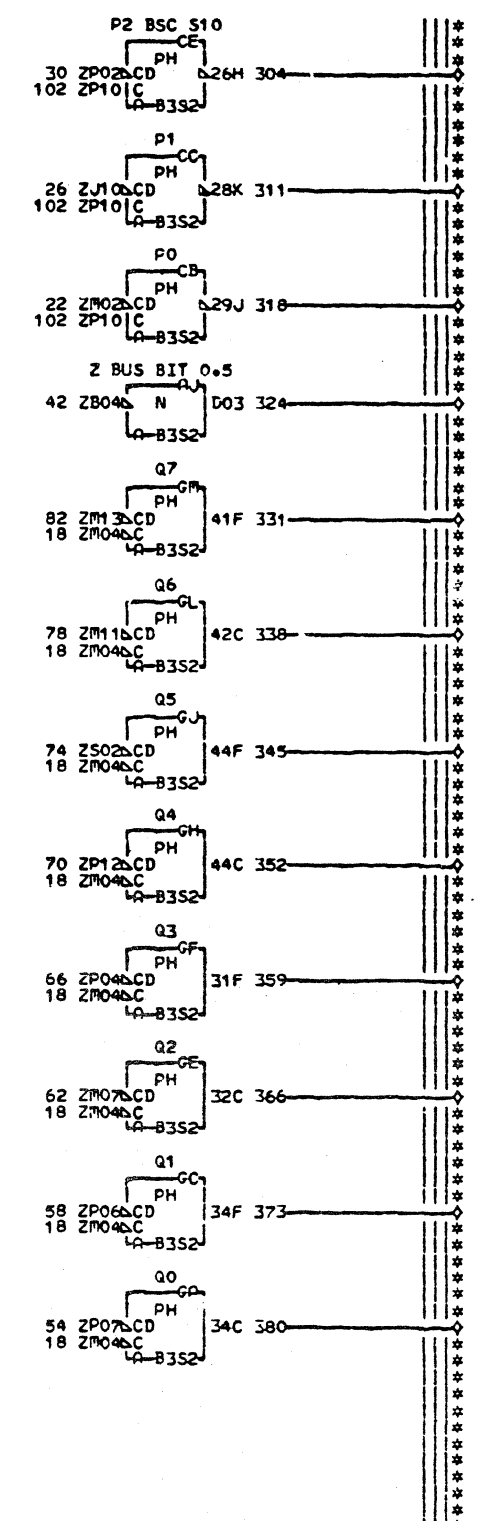 P2 BSC S10
CE
PH
30 ZP02 CD 26H 304
102 ZP10 C
A B3S2
P1
CC
PH
26 ZJ10 CD 28K 311
102 ZP10 C
A B3S2
P0
CB
PH
22 ZM02 CD 29J 318
102 ZP10 C
A B3S2
Z BUS BIT 0.5
AJ
42 ZB04 N D03 324
A B3S2
Q7
GM
PH
82 ZM13 CD 41F 331
18 ZM04 C
A B3S2
Q6
GL
PH
78 ZM11 CD 42C 338
18 ZM04 C
A B3S2
Q5
GJ
PH
74 ZS02 CD 44F 345
18 ZM04 C
A B3S2
Q4
GH
PH
70 ZP12 CD 44C 352
18 ZM04 C
A B3S2
Q3
GF
PH
66 ZP04 CD 31F 359
18 ZM04 C
A B3S2
Q2
GE
PH
62 ZM07 CD 32C 366
18 ZM04 C
A B3S2
Q1
GC
PH
58 ZP06 CD 34F 373
18 ZM04 C
A B3S2
Q0
GA
PH
54 ZP07 CD 34C 380
18 ZM04 C
A B3S2